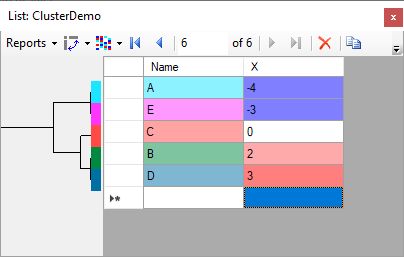 List: ClusterDemo
Reports 6 of 6
Name X
A -4
E -3
C 0
B 2
D 3